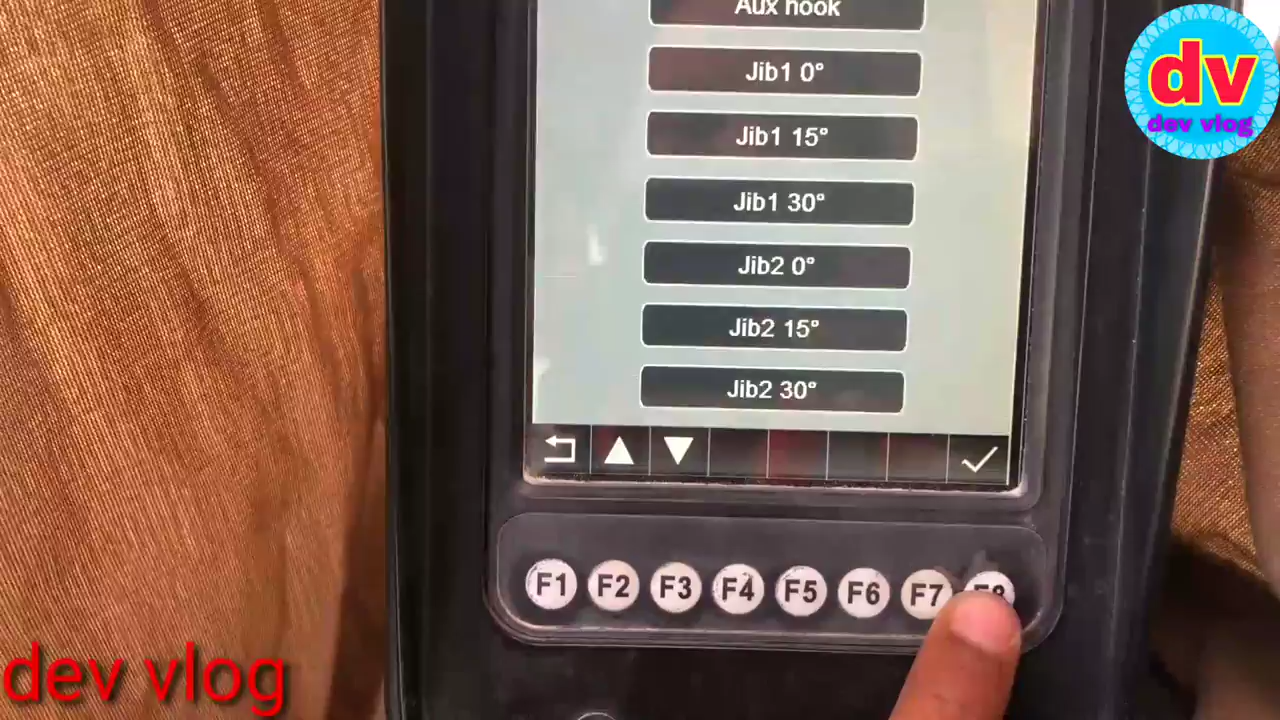 Aux hook
Jib1 0°
Jib1 15°
Jib1 30°
Jib2 0°
Jib2 15°
Jib2 30°
F1 F2 F3 F4 F5 F6 F7 F8
dv
dev vlog
dev vlog